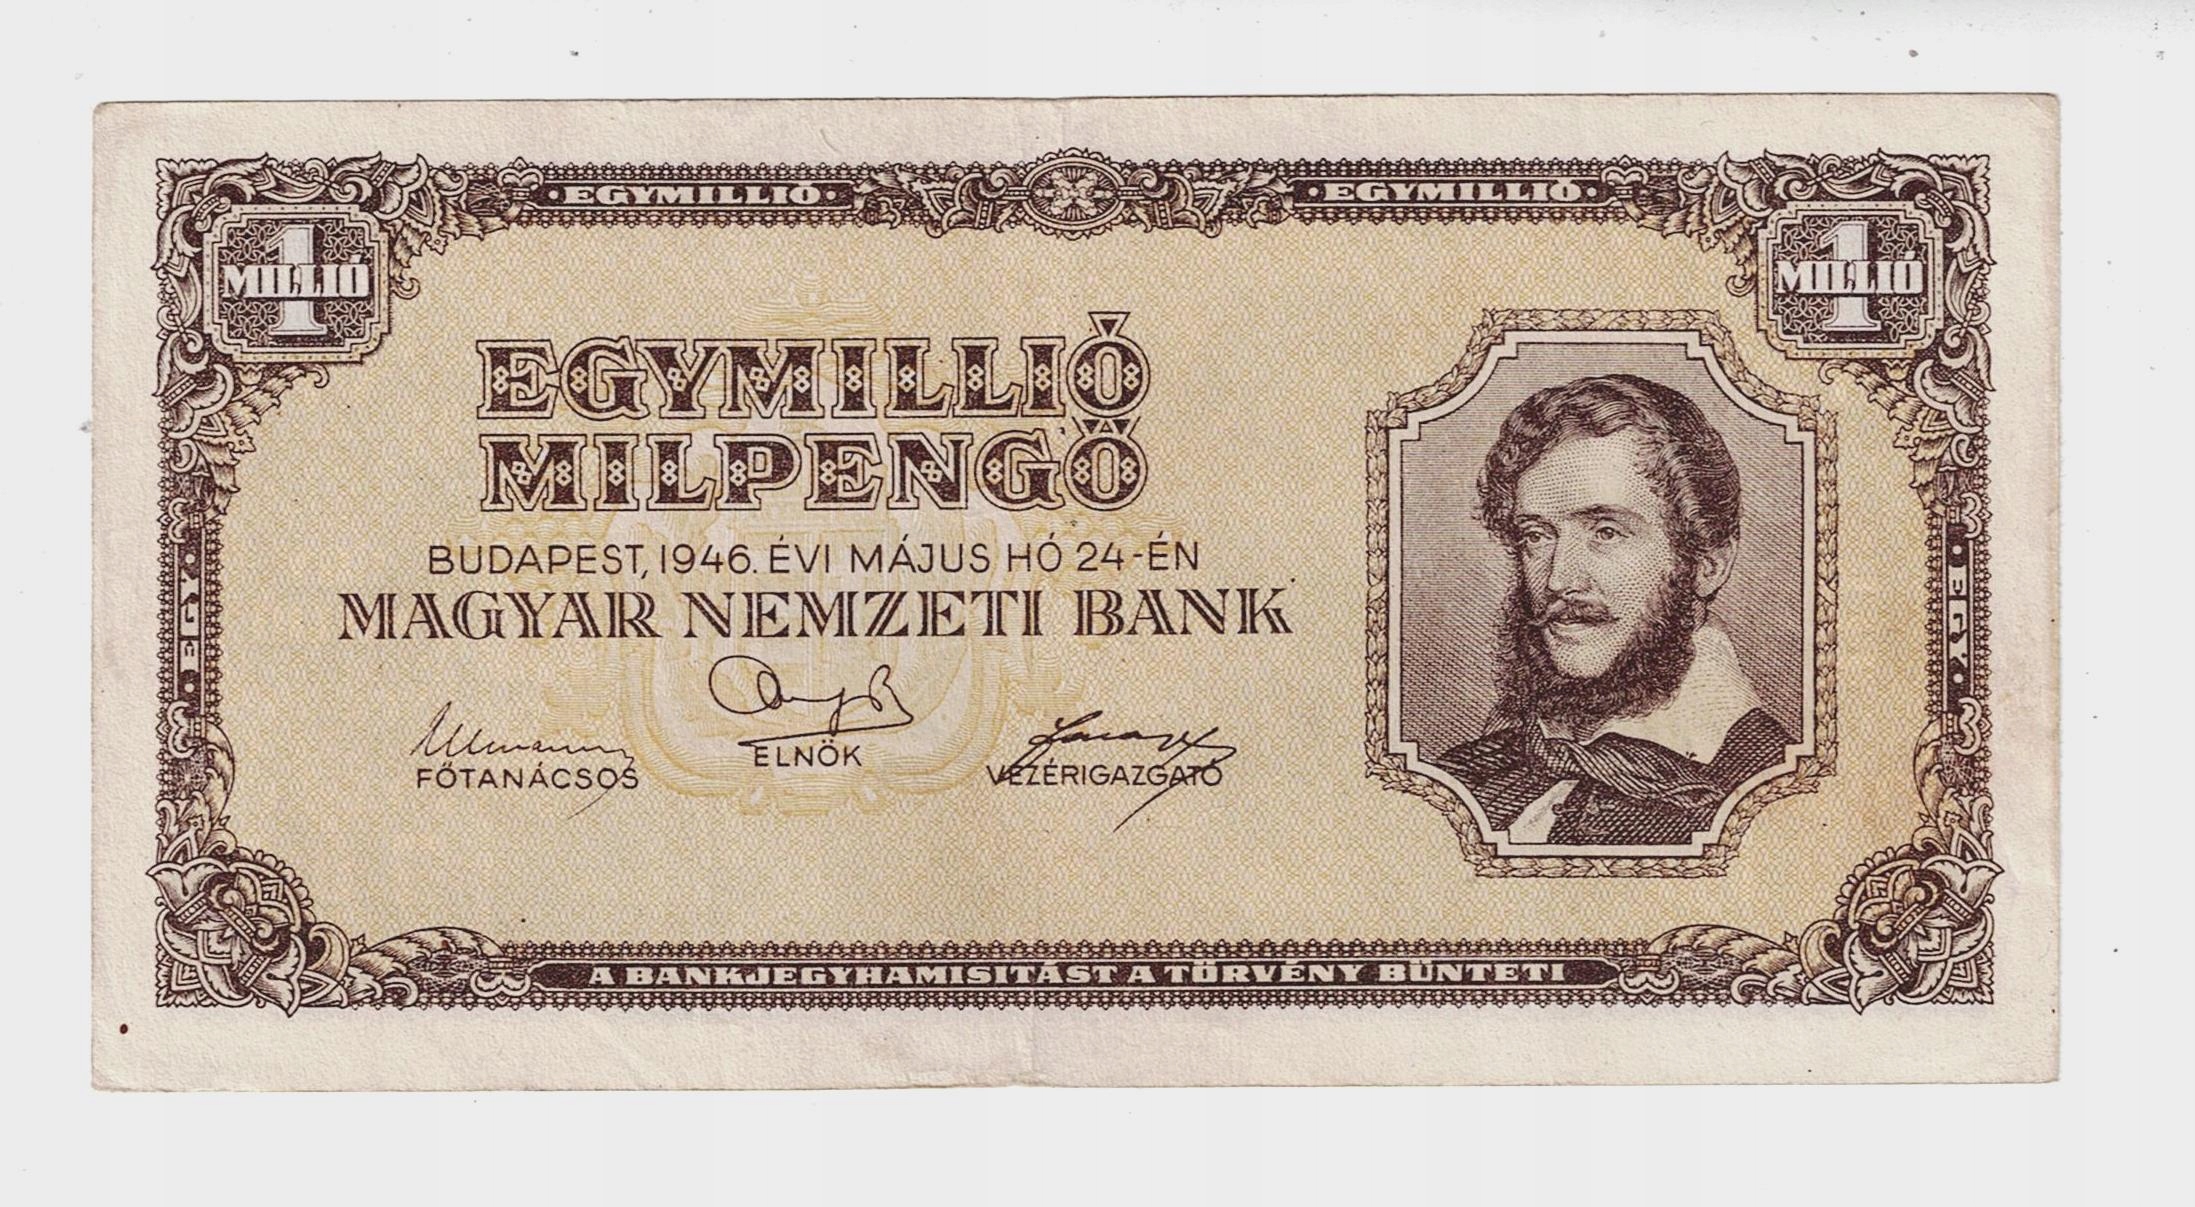 ·EGYMILLIÓ· ·EGYMILLIÓ·
1 MILLIÓ
1 MILLIÓ
EGYMILLIÓ
MILPENGŐ
BUDAPEST, 1946. ÉVI MÁJUS HÓ 24-ÉN
MAGYAR NEMZETI BANK
·EGY·
·EGY·
ELNÖK
FŐTANÁCSOS
VEZÉRIGAZGATÓ
A BANKJEGYHAMISITÁST A TÖRVÉNY BÜNTETI